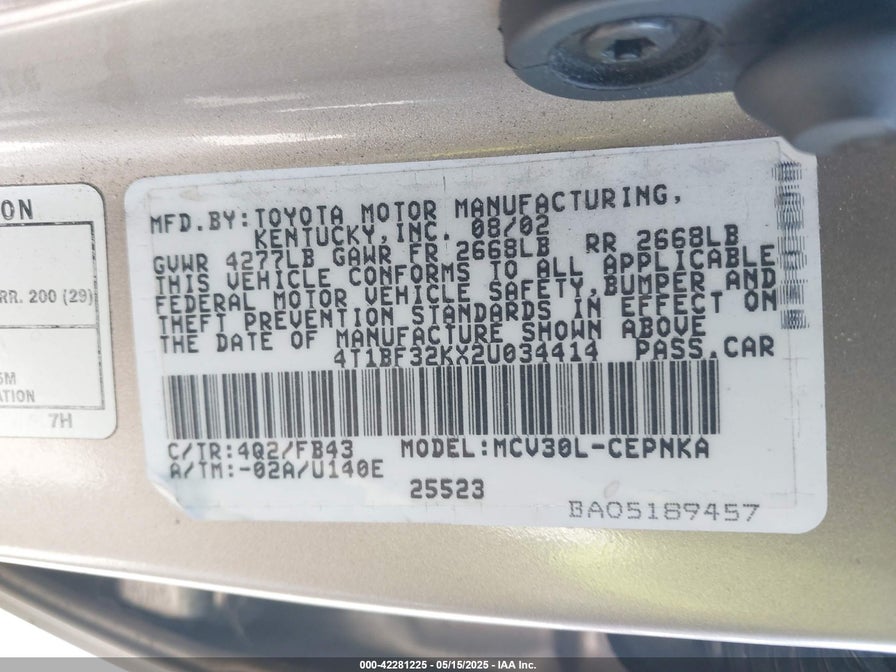 ON
RR. 200 (29)
ATION
7H
MFD.BY:TOYOTA MOTOR MANUFACTURING,
KENTUCKY,INC. 08/02
GVWR 4277LB GAWR FR 2668LB RR 2668LB
THIS VEHICLE CONFORMS TO ALL APPLICABLE
FEDERAL MOTOR VEHICLE SAFETY,BUMPER AND
THEFT PREVENTION STANDARDS IN EFFECT ON
THE DATE OF MANUFACTURE SHOWN ABOVE
4T1BF32KX2U034414 PASS.CAR
C/TR:4Q2/FB43 MODEL:MCV30L-CEPNKA
A/TM:-02A/U140E
25523
BA05189457
000-42281225 - 05/15/2025 - IAA Inc.